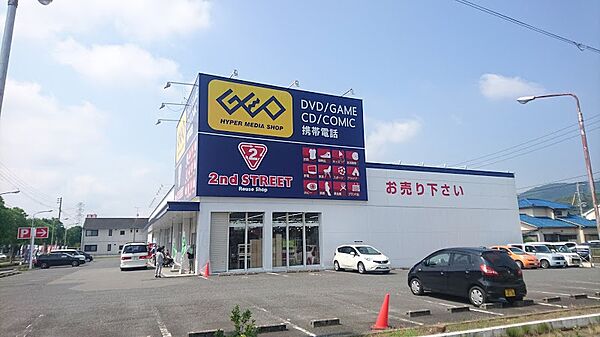 GEO
HYPER MEDIA SHOP
DVD/GAME
CD/COMIC
携帯電話
2
2nd STREET
Reuse Shop
お売り下さい
P